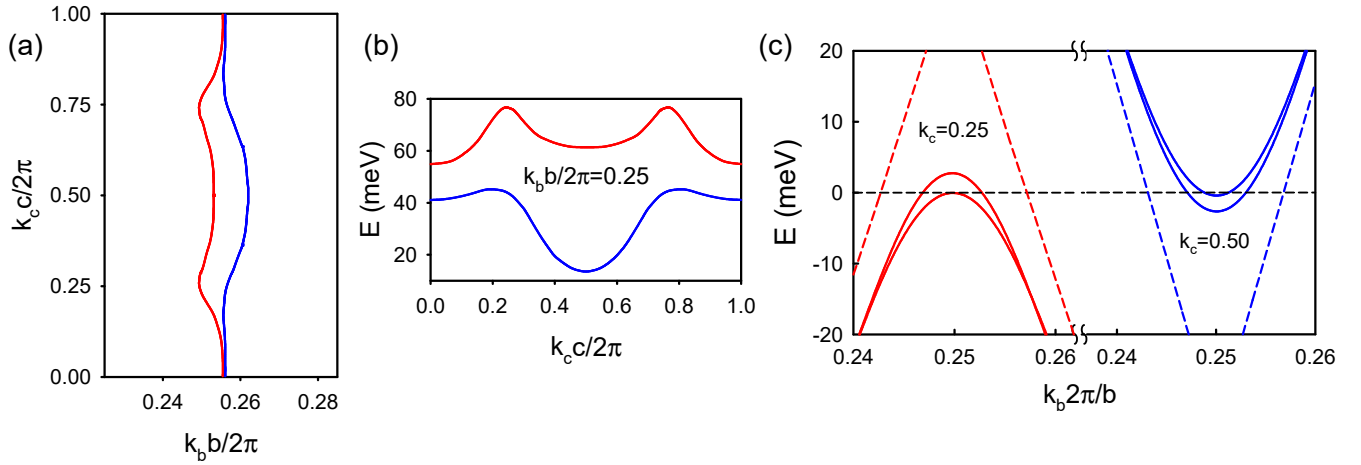 (a)
1.00
0.75
0.50
0.25
0.00
k_c c/2π
0.24 0.26 0.28
k_b b/2π
(b)
80
60
40
20
E (meV)
k_b b/2π=0.25
0.0 0.2 0.4 0.6 0.8 1.0
k_c c/2π
(c)
20
10
0
-10
-20
E (meV)
k_c=0.25
k_c=0.50
0.24 0.25 0.26 0.24 0.25 0.26
k_b 2π/b